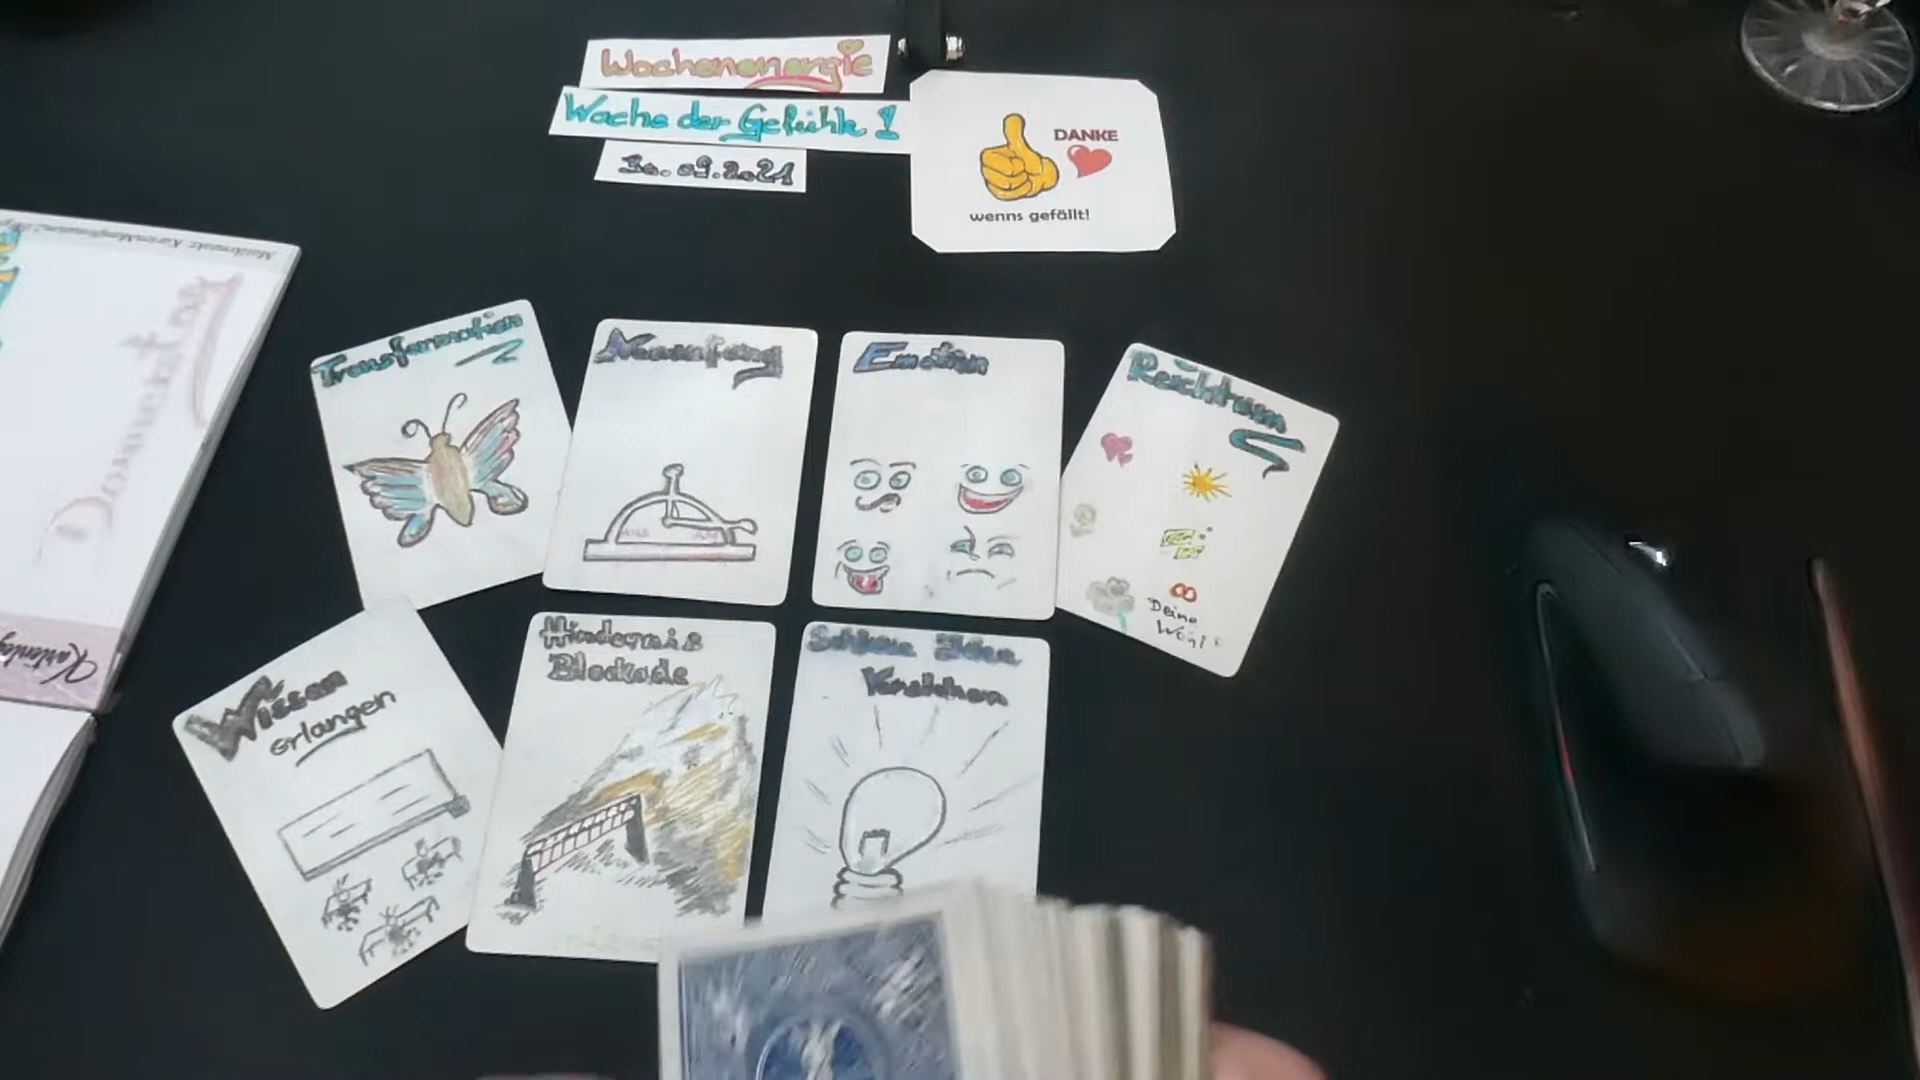 Wochenenergie
Woche der Gefühle !
30.09.2021
DANKE
wenns gefällt!
Donnerstag
Transformation
Neuanfang
Emotion
Reichtum
Deine
Wahl
Wissen
erlangen
Hindernis
Blockade